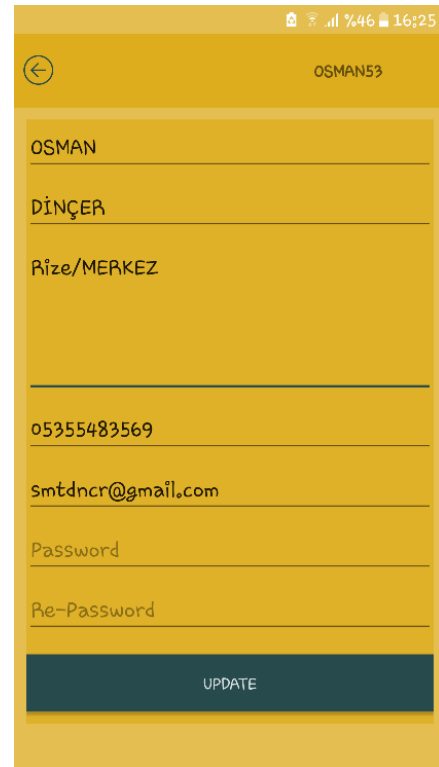 %46 16:25
OSMAN53
OSMAN
DİNÇER
Rize/MERKEZ
05355483569
smtdncr@gmail.com
Password
Re-Password
UPDATE